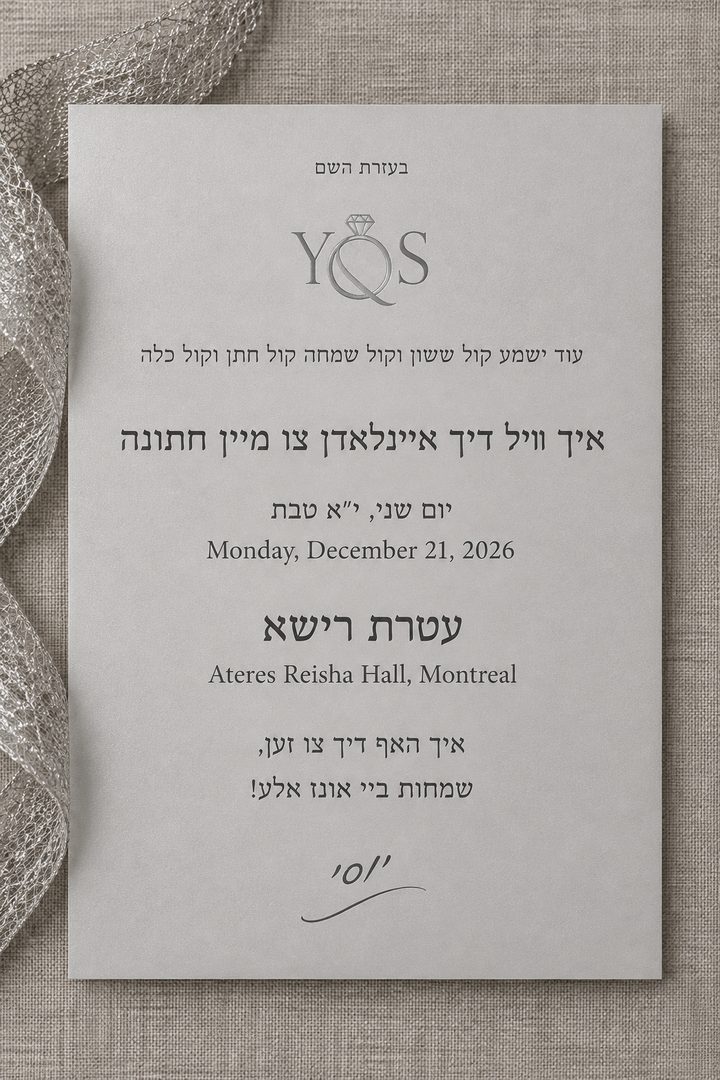 בעזרת השם
YQS
עוד ישמע קול ששון וקול שמחה קול חתן וקול כלה
איך וויל דיך איינלאדן צו מיין חתונה
יום שני, י״א טבת
Monday, December 21, 2026
עטרת רישא
Ateres Reisha Hall, Montreal
איך האף דיך צו זען,
שמחות ביי אונז אלע!
יוסי